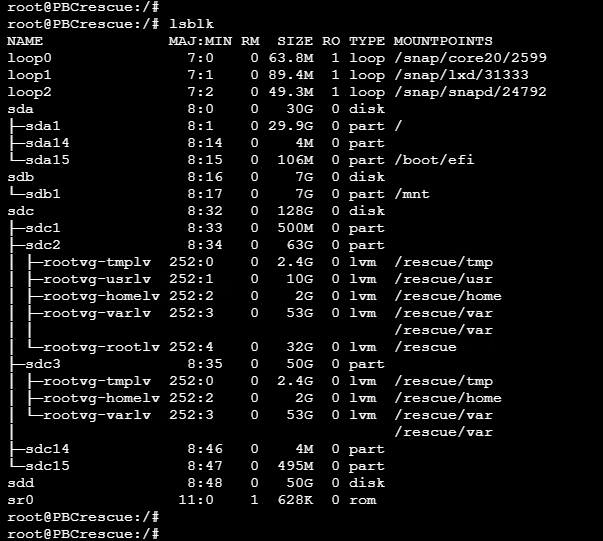 root@PBCrescue:/#
root@PBCrescue:/# lsblk
NAME MAJ:MIN RM SIZE RO TYPE MOUNTPOINTS
loop0 7:0 0 63.8M 1 loop /snap/core20/2599
loop1 7:1 0 89.4M 1 loop /snap/lxd/31333
loop2 7:2 0 49.3M 1 loop /snap/snapd/24792
sda 8:0 0 30G 0 disk
├─sda1 8:1 0 29.9G 0 part /
├─sda14 8:14 0 4M 0 part
└─sda15 8:15 0 106M 0 part /boot/efi
sdb 8:16 0 7G 0 disk
└─sdb1 8:17 0 7G 0 part /mnt
sdc 8:32 0 128G 0 disk
├─sdc1 8:33 0 500M 0 part
├─sdc2 8:34 0 63G 0 part
│ ├─rootvg-tmplv 252:0 0 2.4G 0 lvm /rescue/tmp
│ ├─rootvg-usrlv 252:1 0 10G 0 lvm /rescue/usr
│ ├─rootvg-homelv 252:2 0 2G 0 lvm /rescue/home
│ ├─rootvg-varlv 252:3 0 53G 0 lvm /rescue/var
│ │ /rescue/var
│ └─rootvg-rootlv 252:4 0 32G 0 lvm /rescue
├─sdc3 8:35 0 50G 0 part
│ ├─rootvg-tmplv 252:0 0 2.4G 0 lvm /rescue/tmp
│ ├─rootvg-homelv 252:2 0 2G 0 lvm /rescue/home
│ └─rootvg-varlv 252:3 0 53G 0 lvm /rescue/var
│ /rescue/var
├─sdc14 8:46 0 4M 0 part
└─sdc15 8:47 0 495M 0 part
sdd 8:48 0 50G 0 disk
sr0 11:0 1 628K 0 rom
root@PBCrescue:/#
root@PBCrescue:/#